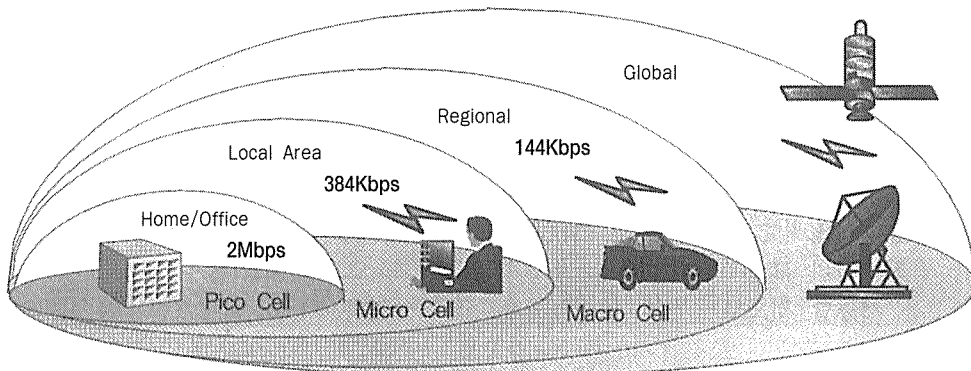 Global
Regional
144Kbps
Local Area
384Kbps
Home/Office
2Mbps
Pico Cell
Micro Cell
Macro Cell